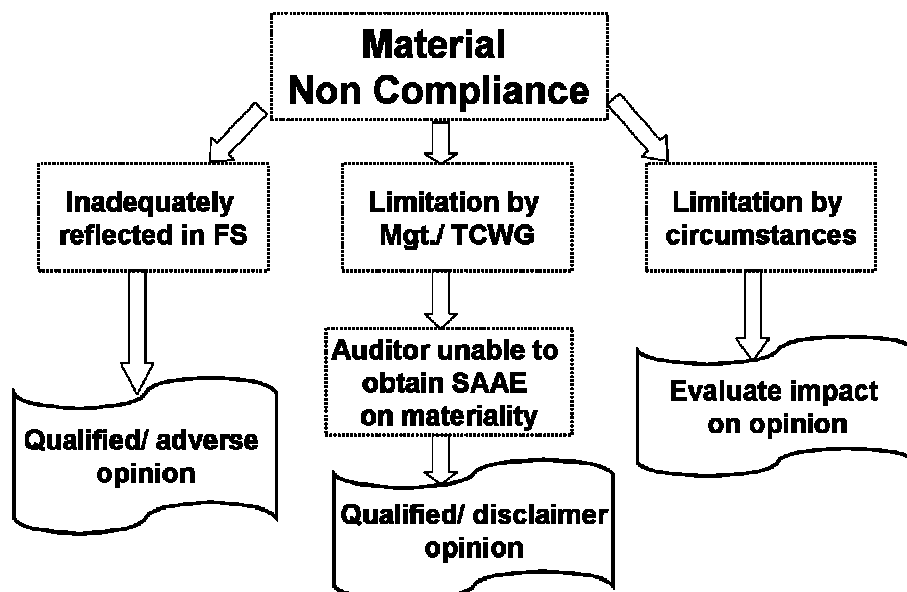 Material
Non Compliance
Inadequately
reflected in FS
Limitation by
Mgt./ TCWG
Limitation by
circumstances
Auditor unable to
obtain SAAE
on materiality
Evaluate impact
on opinion
Qualified/ adverse
opinion
Qualified/ disclaimer
opinion